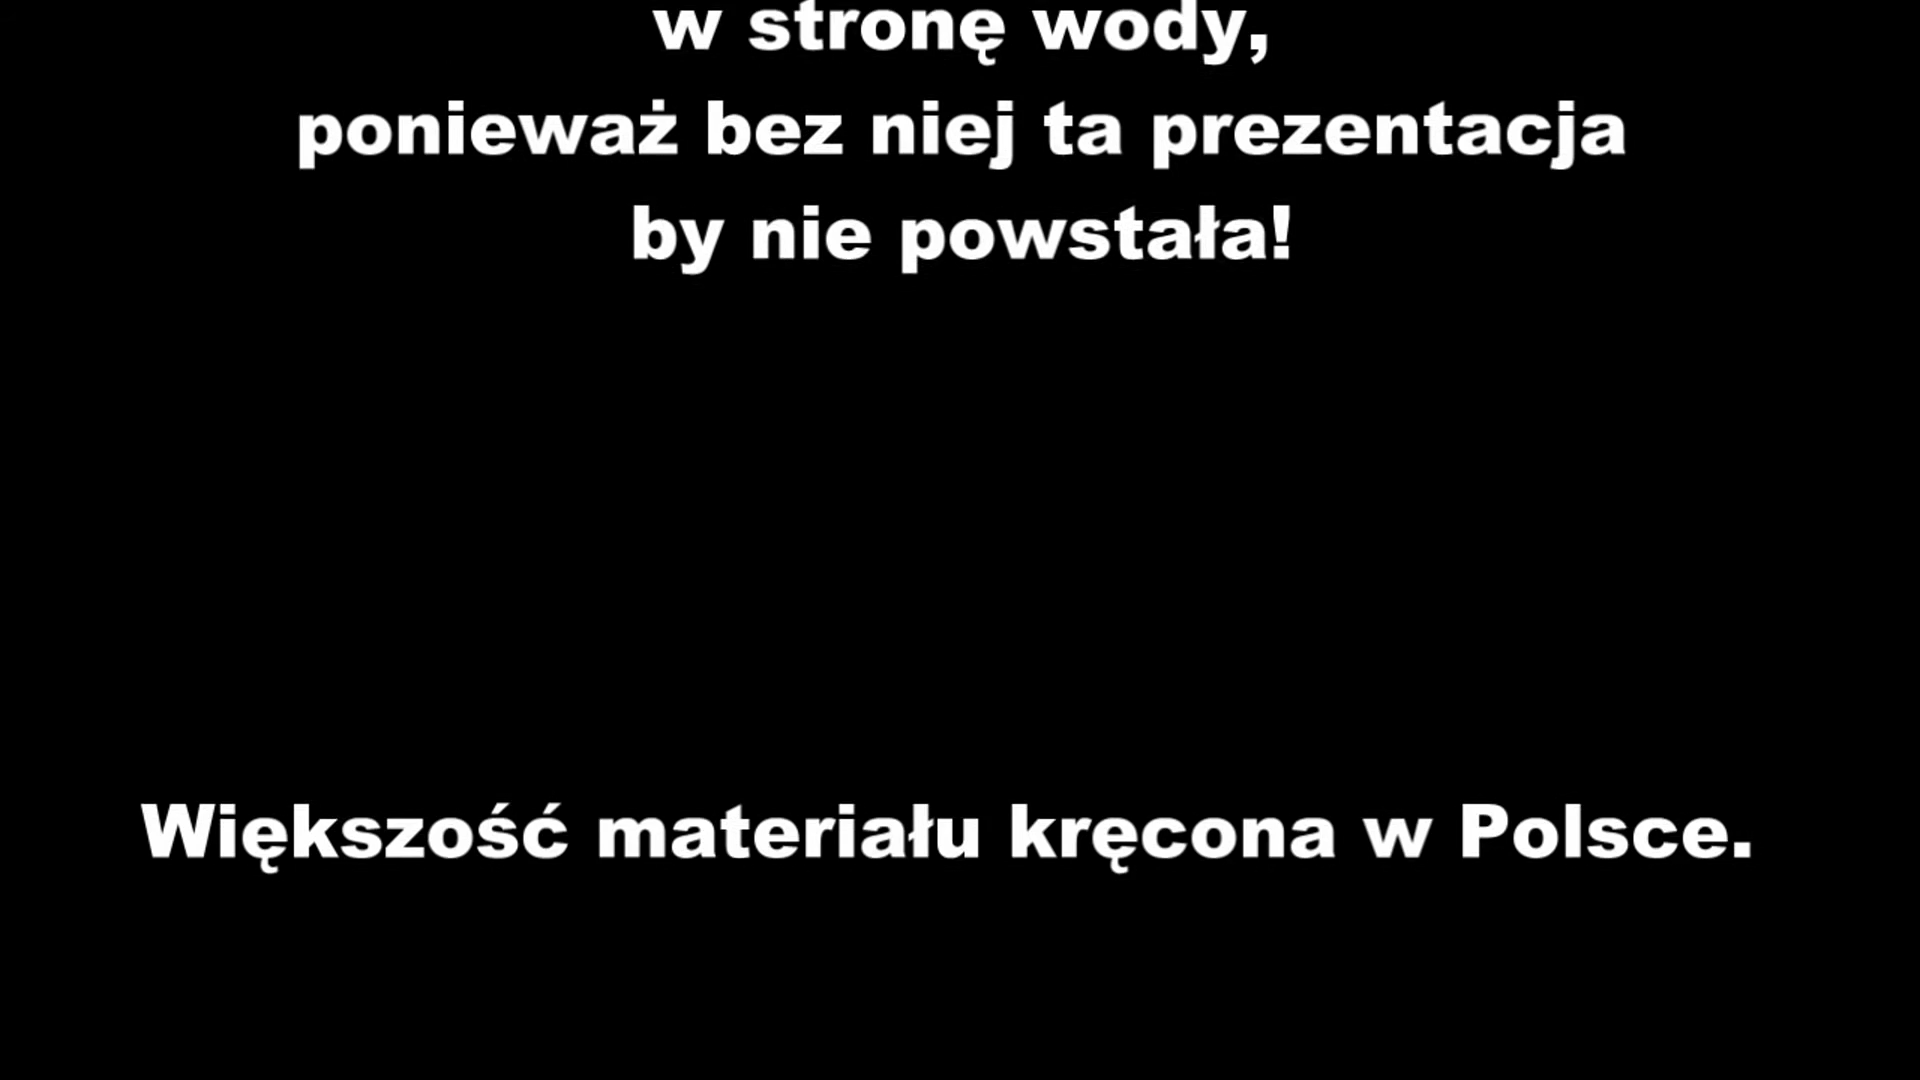 w stronę wody,
ponieważ bez niej ta prezentacja
by nie powstała!
Większość materiału kręcona w Polsce.